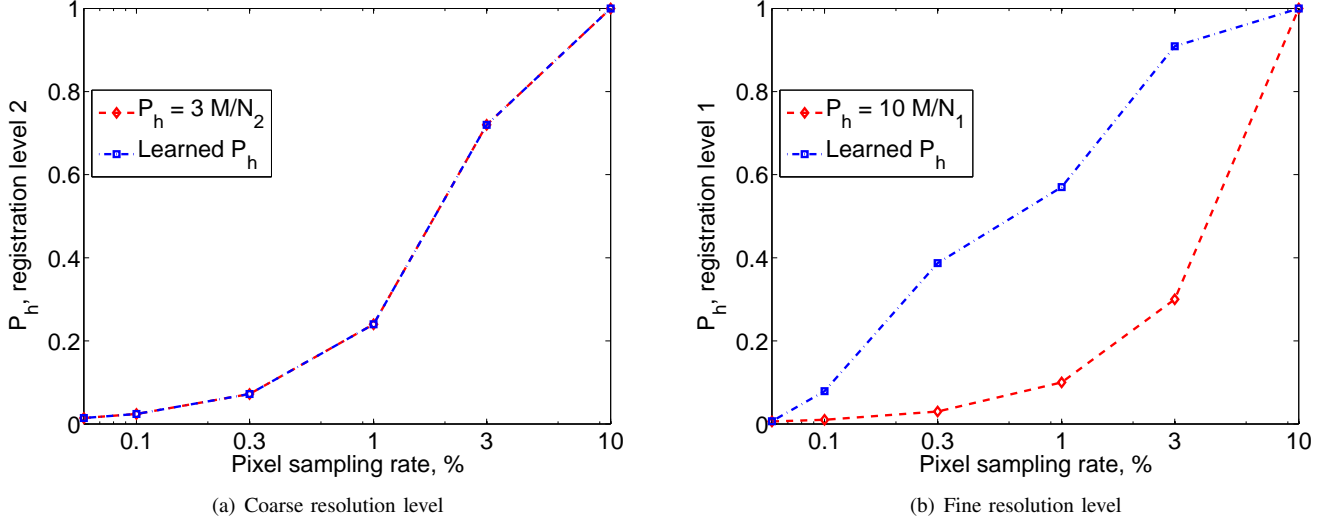 1
0.8
0.6
0.4
0.2
0
P_h, registration level 2
P_h = 3 M/N_2
Learned P_h
0.1 0.3 1 3 10
Pixel sampling rate, %
(a) Coarse resolution level
1
0.8
0.6
0.4
0.2
0
P_h, registration level 1
P_h = 10 M/N_1
Learned P_h
0.1 0.3 1 3 10
Pixel sampling rate, %
(b) Fine resolution level